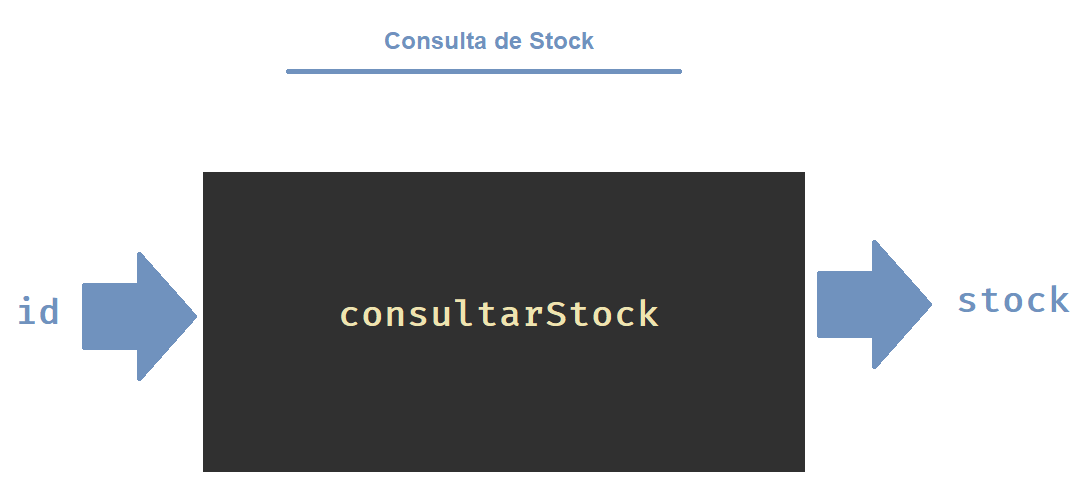 Consulta de Stock
id
consultarStock
stock